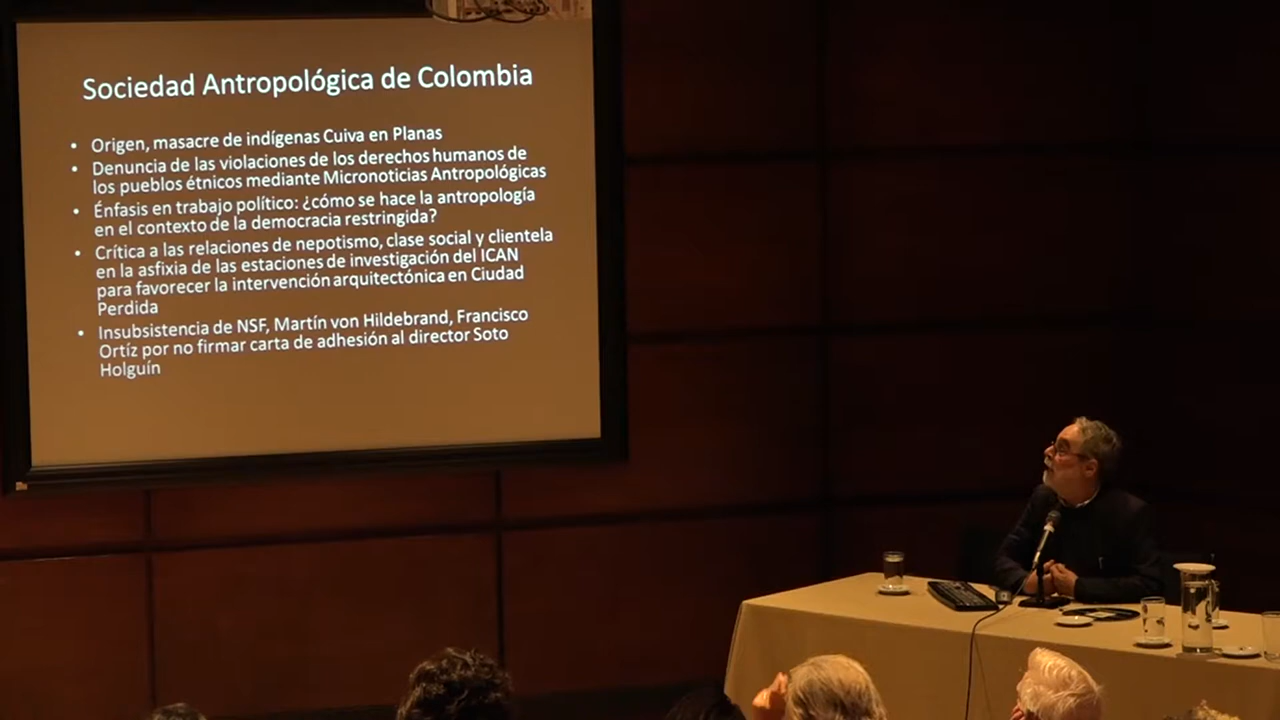 Sociedad Antropológica de Colombia
• Origen, masacre de indígenas Cuiva en Planas
• Denuncia de las violaciones de los derechos humanos de
los pueblos étnicos mediante Micronoticias Antropológicas
• Énfasis en trabajo político: ¿cómo se hace la antropología
en el contexto de la democracia restringida?
• Crítica a las relaciones de nepotismo, clase social y clientela
en la asfixia de las estaciones de investigación del ICAN
para favorecer la intervención arquitectónica en Ciudad
Perdida
• Insubsistencia de NSF, Martín von Hildebrand, Francisco
Ortíz por no firmar carta de adhesión al director Soto
Holguín